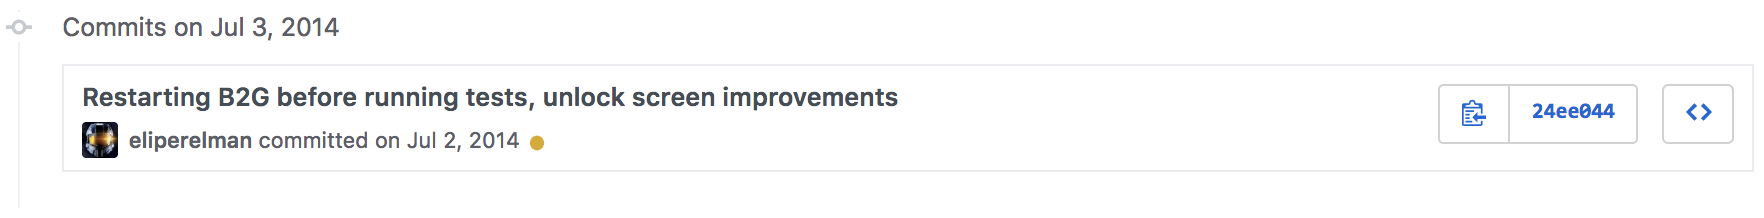 Commits on Jul 3, 2014
Restarting B2G before running tests, unlock screen improvements
24ee044
eliperelman committed on Jul 2, 2014